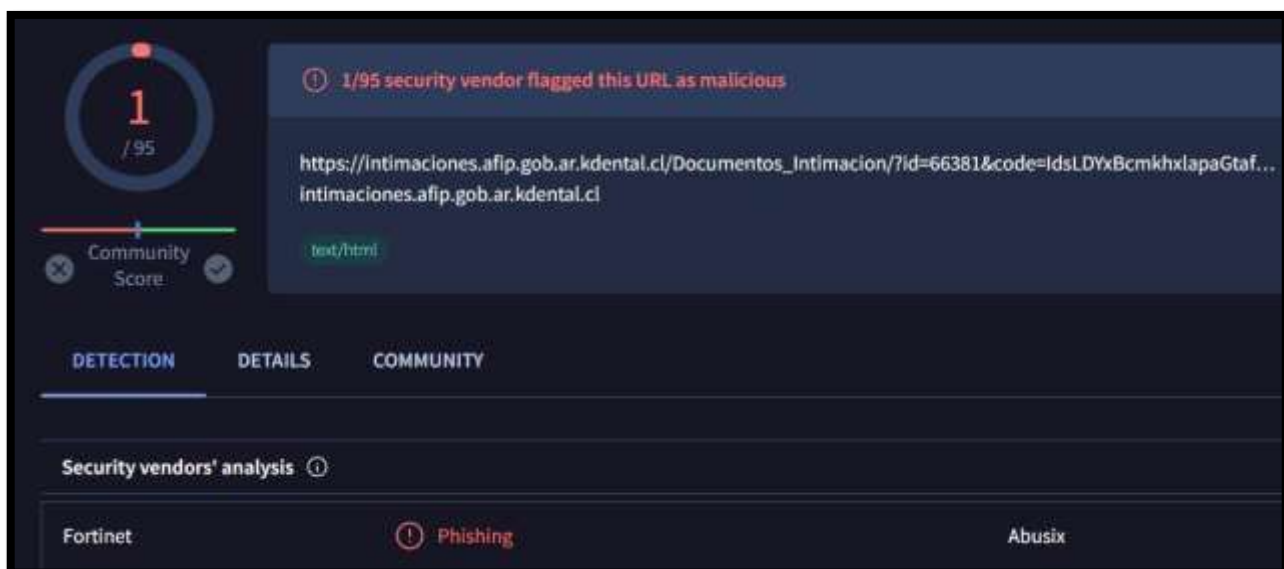 1
/ 95
Community
Score
1/95 security vendor flagged this URL as malicious
https://intimaciones.afip.gob.ar.kdental.cl/Documentos_Intimacion/?id=66381&code=IdsLDYxBcmkhxlapaGtaf...
intimaciones.afip.gob.ar.kdental.cl
text/html
DETECTION DETAILS COMMUNITY
Security vendors' analysis
Fortinet Phishing Abusix